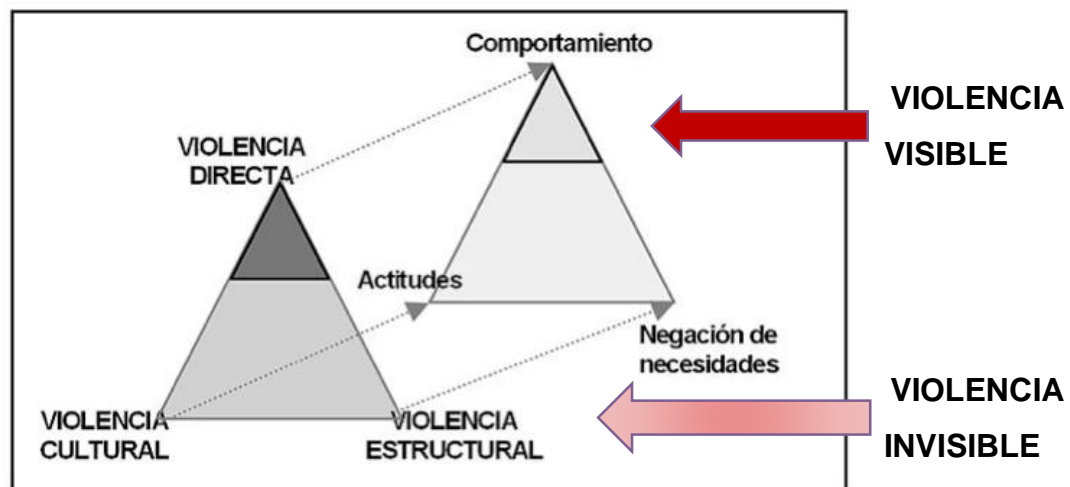 Comportamiento
VIOLENCIA
VISIBLE
VIOLENCIA
DIRECTA
Actitudes
Negación de
necesidades
VIOLENCIA
CULTURAL
VIOLENCIA
ESTRUCTURAL
VIOLENCIA
INVISIBLE